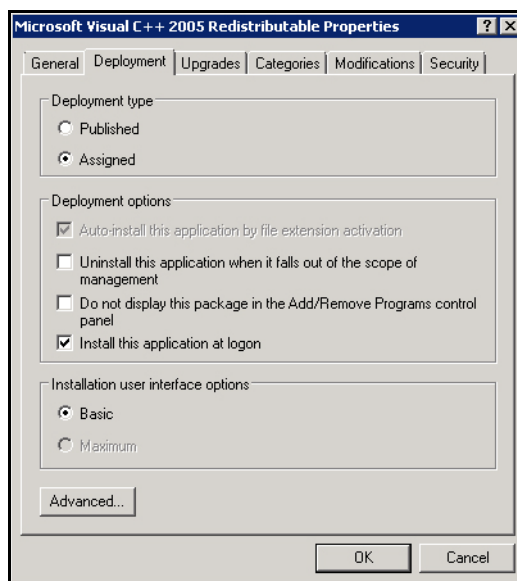 Microsoft Visual C++ 2005 Redistributable Properties
General Deployment Upgrades Categories Modifications Security
Deployment type
Published
Assigned
Deployment options
Auto-install this application by file extension activation
Uninstall this application when it falls out of the scope of
management
Do not display this package in the Add/Remove Programs control
panel
Install this application at logon
Installation user interface options
Basic
Maximum
Advanced...
OK Cancel